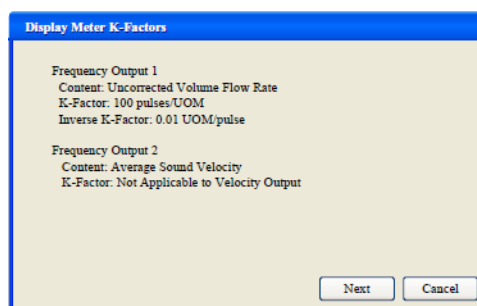 Display Meter K-Factors
Frequency Output 1
Content: Uncorrected Volume Flow Rate
K-Factor: 100 pulses/UOM
Inverse K-Factor: 0.01 UOM/pulse
Frequency Output 2
Content: Average Sound Velocity
K-Factor: Not Applicable to Velocity Output
Next Cancel